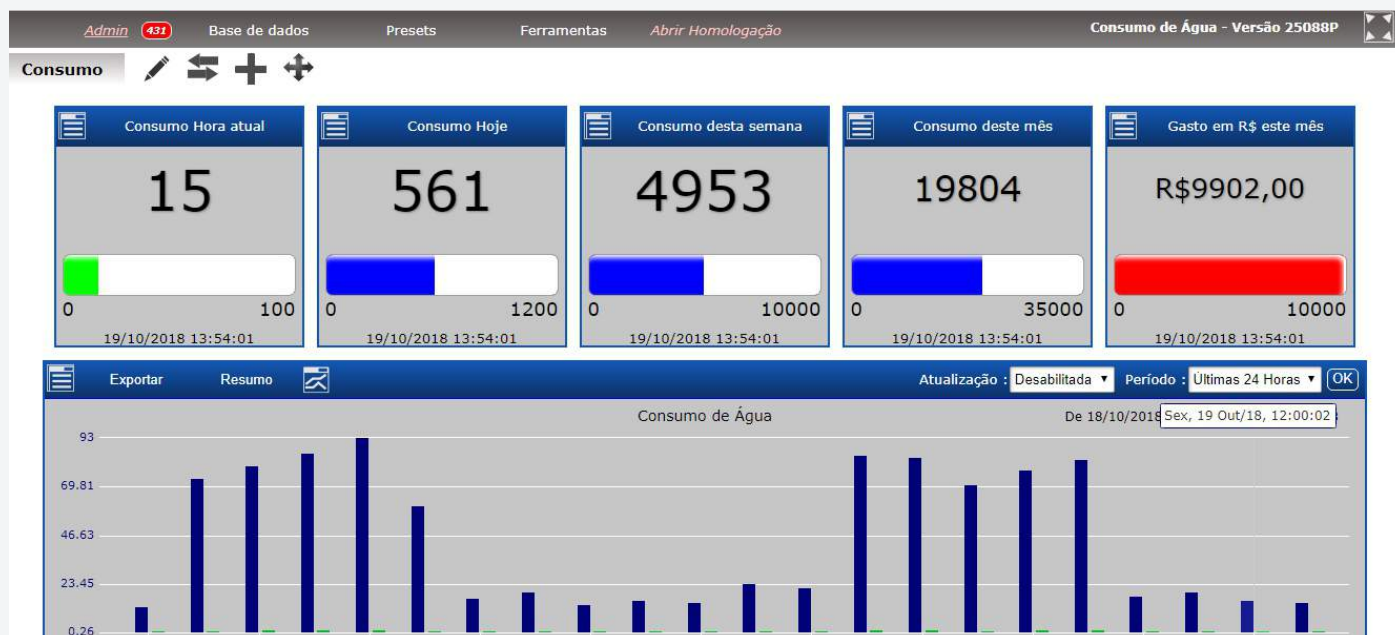 Admin 431 Base de dados Presets Ferramentas Abrir Homologação Consumo de Água - Versão 25088P
Consumo
Consumo Hora atual Consumo Hoje Consumo desta semana Consumo deste mês Gasto em R$ este mês
15 561 4953 19804 R$9902,00
0 100 0 1200 0 10000 0 35000 0 10000
19/10/2018 13:54:01 19/10/2018 13:54:01 19/10/2018 13:54:01 19/10/2018 13:54:01 19/10/2018 13:54:01
Exportar Resumo Atualização : Desabilitada Período : Últimas 24 Horas OK
Consumo de Água De 18/10/2018 Sex, 19 Out/18, 12:00:02
93
69.81
46.63
23.45
0.26